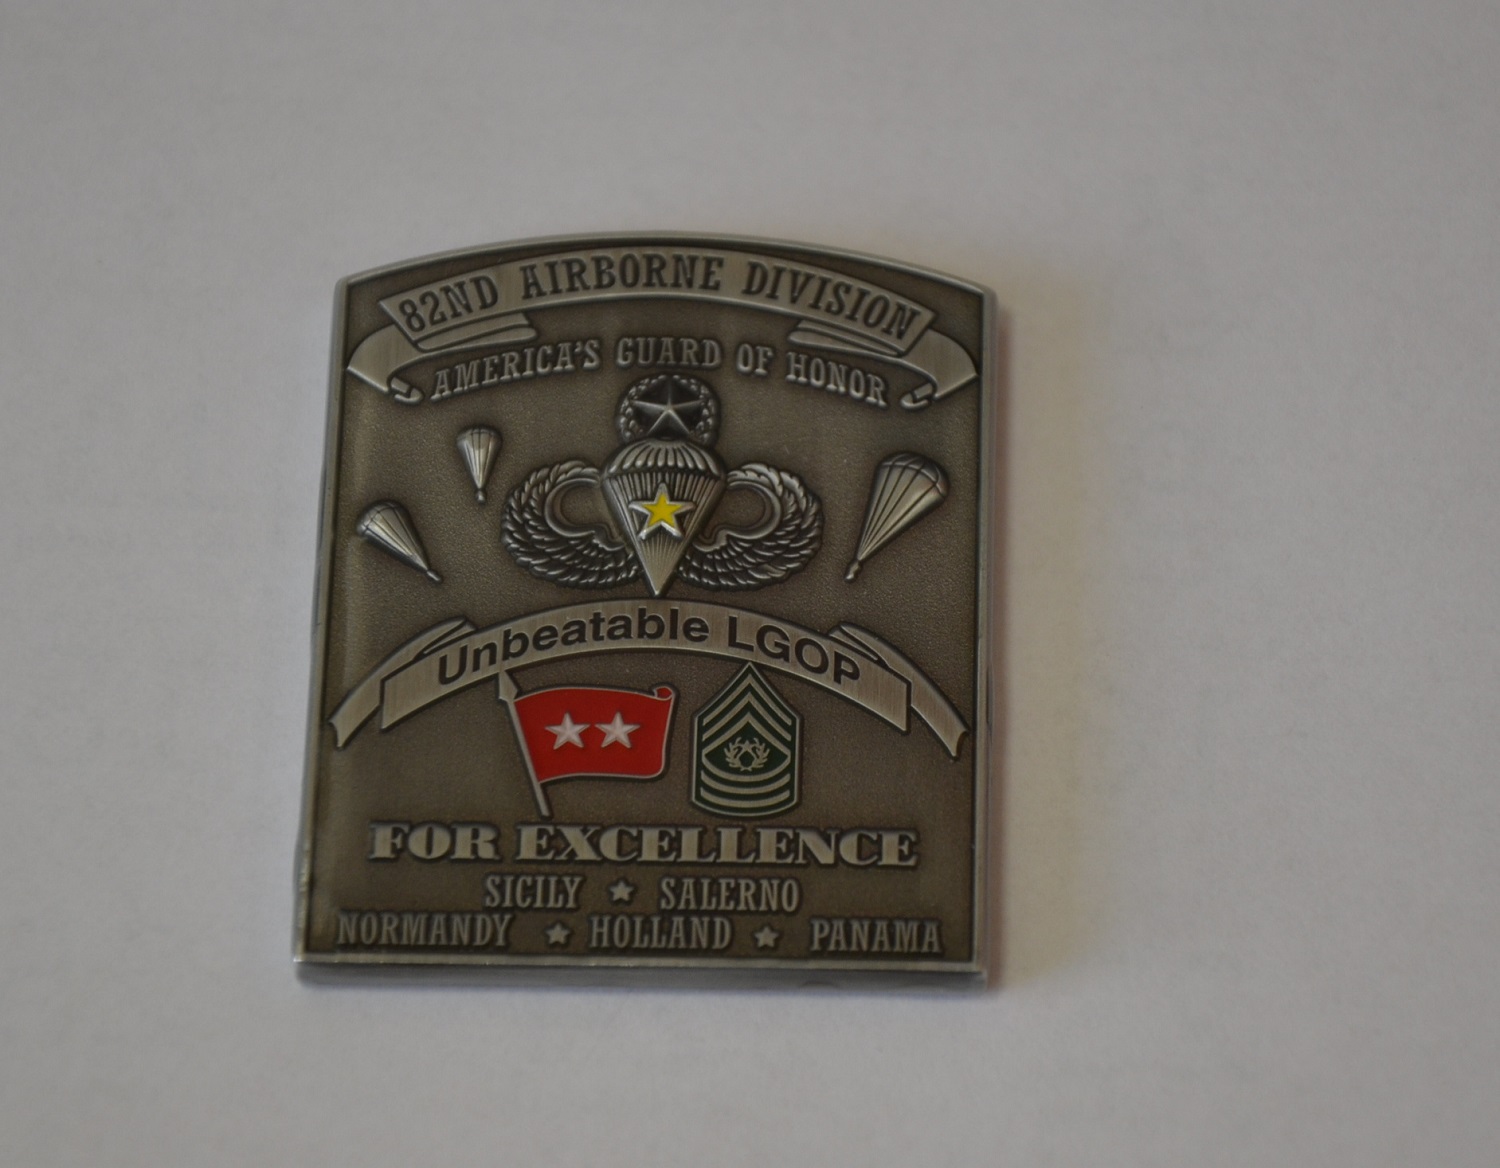 82ND AIRBORNE DIVISION
AMERICA'S GUARD OF HONOR
Unbeatable LGOP
FOR EXCELLENCE
SICILY ★ SALERNO
NORMANDY ★ HOLLAND ★ PANAMA